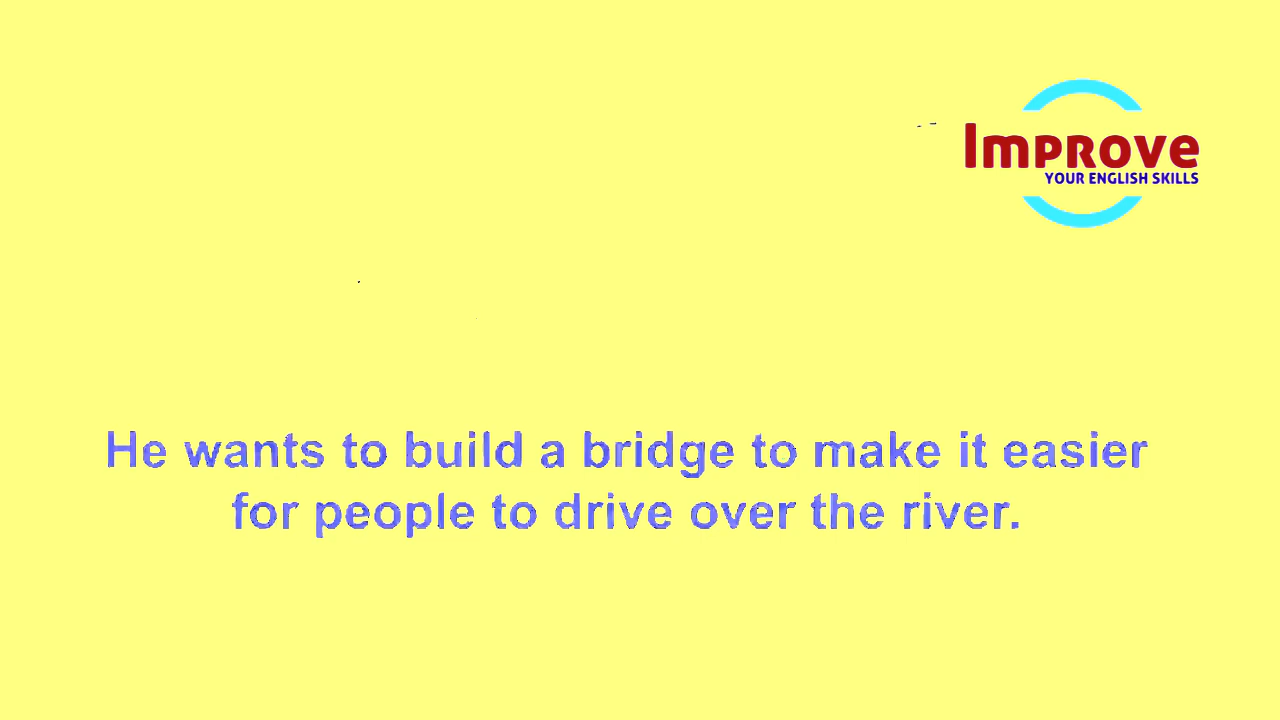 Improve
YOUR ENGLISH SKILLS
He wants to build a bridge to make it easier
for people to drive over the river.